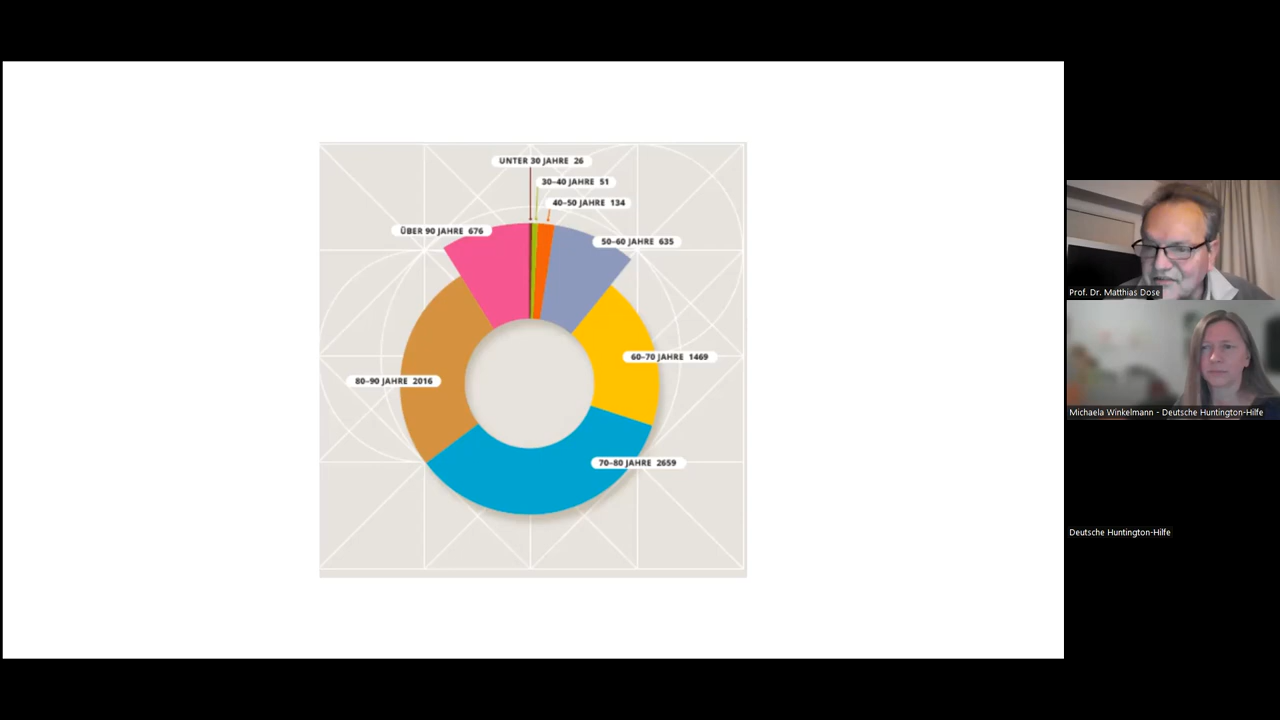 UNTER 30 JAHRE 26
30–40 JAHRE 51
40–50 JAHRE 134
ÜBER 90 JAHRE 676
50–60 JAHRE 635
60–70 JAHRE 1469
80–90 JAHRE 2016
70–80 JAHRE 2659
Prof. Dr. Matthias Dose
Michaela Winkelmann - Deutsche Huntington-Hilfe
Deutsche Huntington-Hilfe